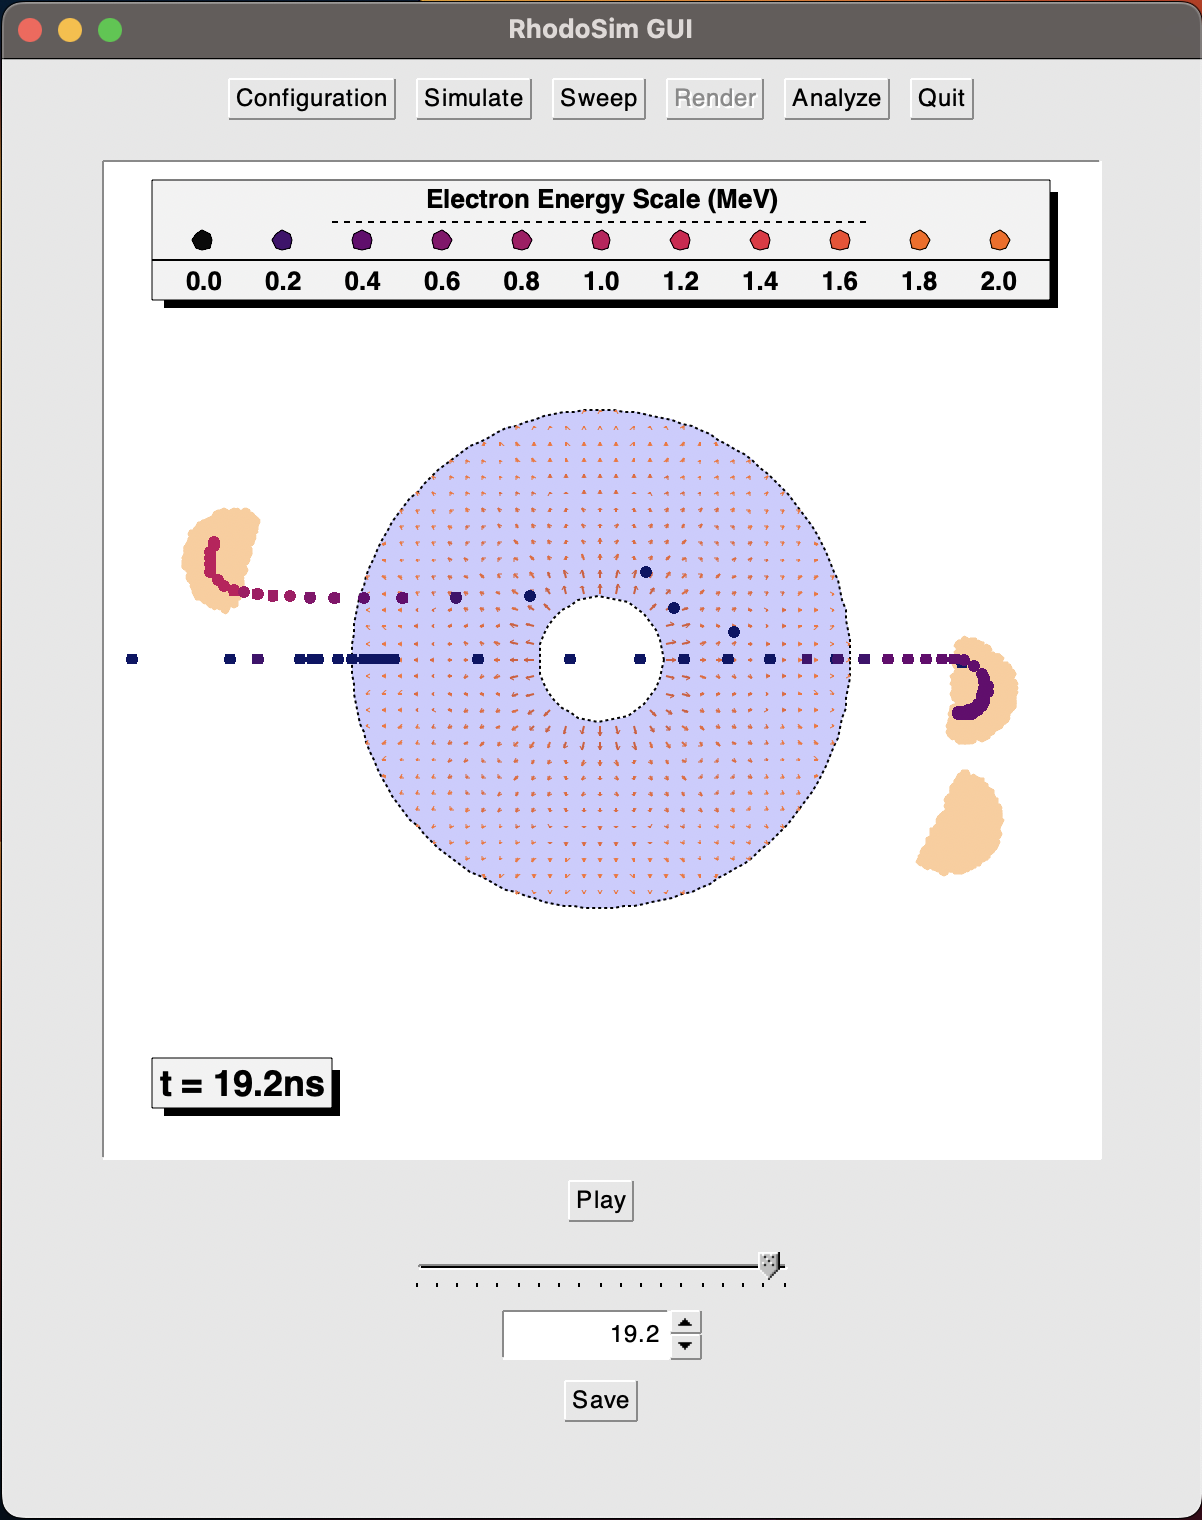 RhodoSim GUI
Configuration Simulate Sweep Render Analyze Quit
Electron Energy Scale (MeV)
0.0 0.2 0.4 0.6 0.8 1.0 1.2 1.4 1.6 1.8 2.0
t = 19.2ns
Play
19.2
Save